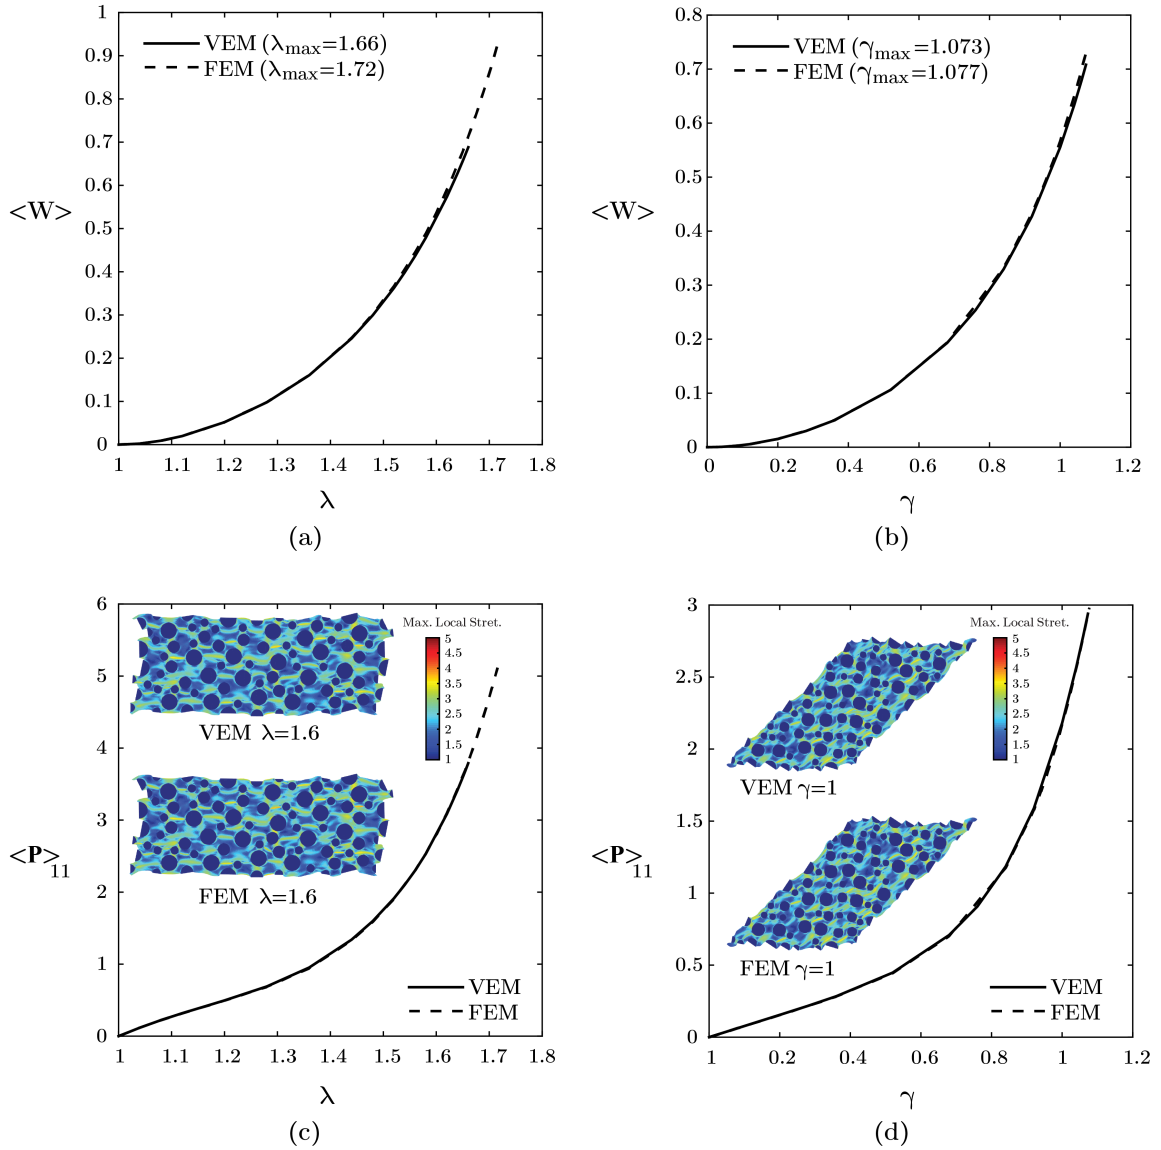 1
0.9
0.8
0.7
0.6
0.5
0.4
0.3
0.2
0.1
0
<W>
VEM (λmax=1.66)
FEM (λmax=1.72)
1 1.1 1.2 1.3 1.4 1.5 1.6 1.7 1.8
λ
(a)
0.8
0.7
0.6
0.5
0.4
0.3
0.2
0.1
0
<W>
VEM (γmax=1.073)
FEM (γmax=1.077)
0 0.2 0.4 0.6 0.8 1 1.2
γ
(b)
6
5
4
3
2
1
0
<P>11
Max. Local Stret.
5
4.5
4
3.5
3
2.5
2
1.5
1
VEM λ=1.6
FEM λ=1.6
VEM
FEM
1 1.1 1.2 1.3 1.4 1.5 1.6 1.7 1.8
λ
(c)
3
2.5
2
1.5
1
0.5
0
<P>11
Max. Local Stret.
5
4.5
4
3.5
3
2.5
2
1.5
1
VEM γ=1
FEM γ=1
VEM
FEM
1 0.2 0.4 0.6 0.8 1 1.2
γ
(d)